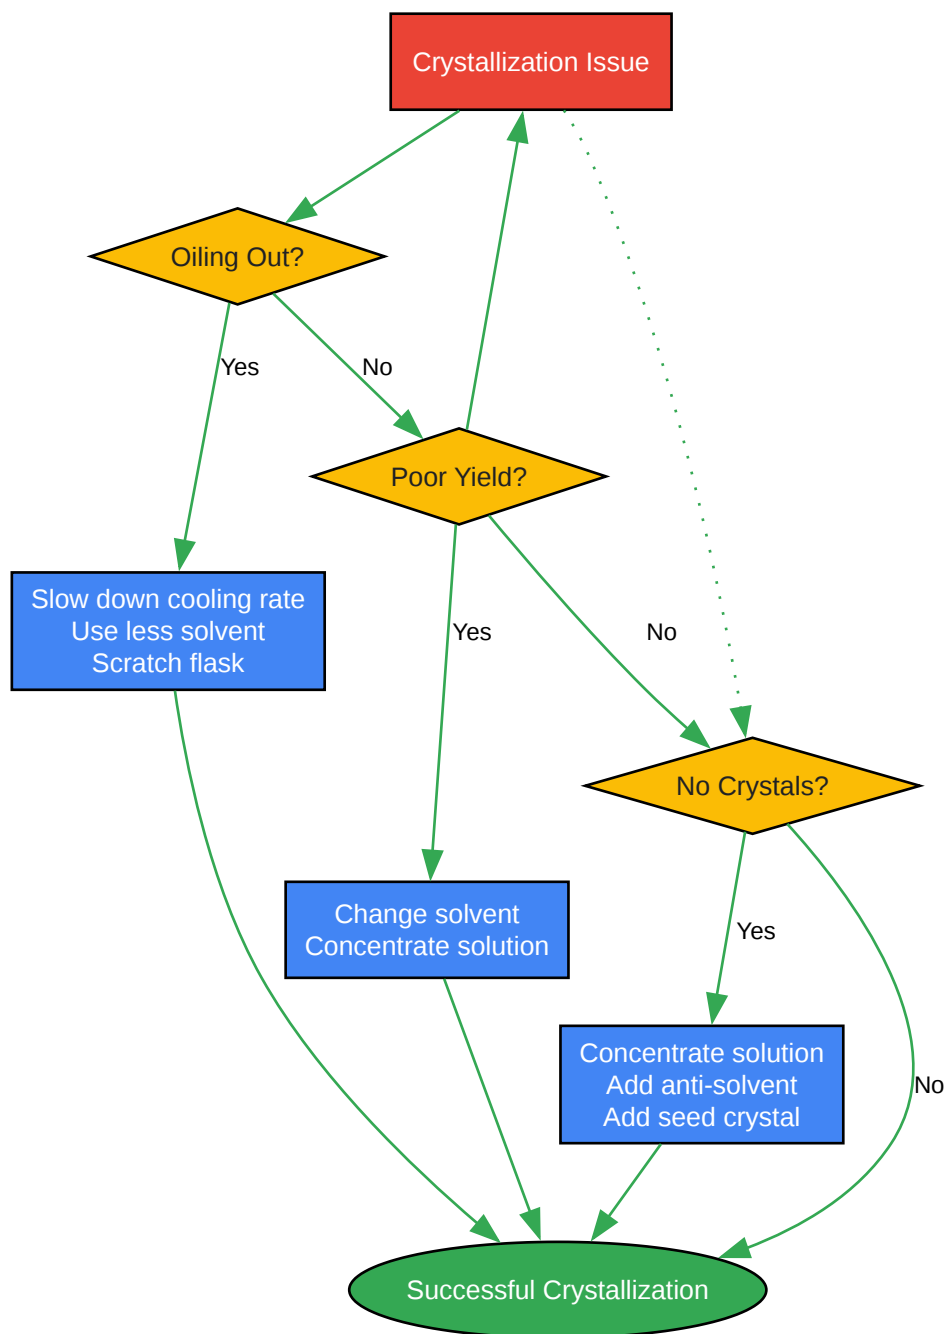 Crystallization Issue
Oiling Out?
Yes
No
Poor Yield?
Slow down cooling rate
Use less solvent
Scratch flask
Yes
No
No Crystals?
Change solvent
Concentrate solution
Yes
Concentrate solution
Add anti-solvent
Add seed crystal
No
Successful Crystallization